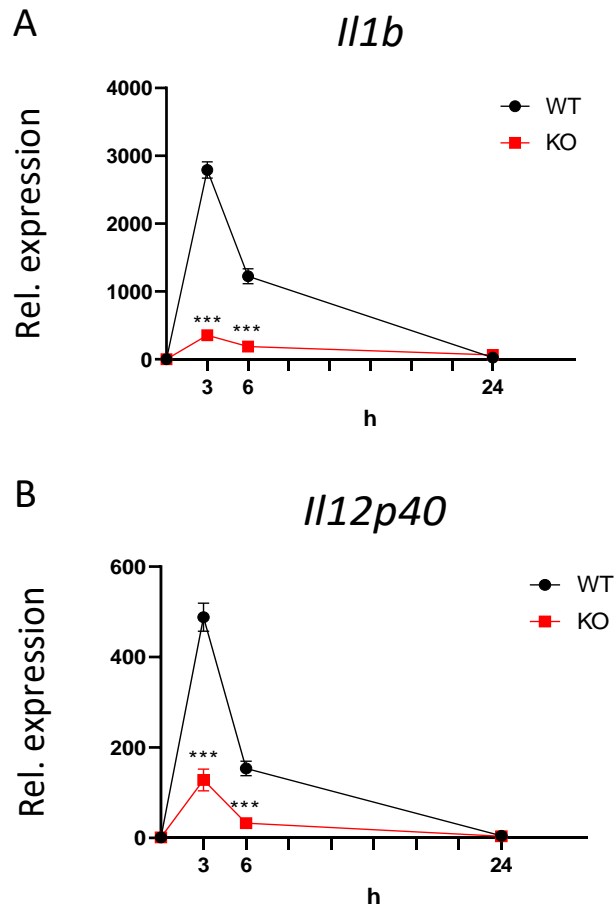 A
Il1b
4000
3000
2000
1000
0
Rel. expression
WT
KO
***
***
3
6
24
h
B
Il12p40
600
400
200
0
Rel. expression
WT
KO
***
***
3
6
24
h